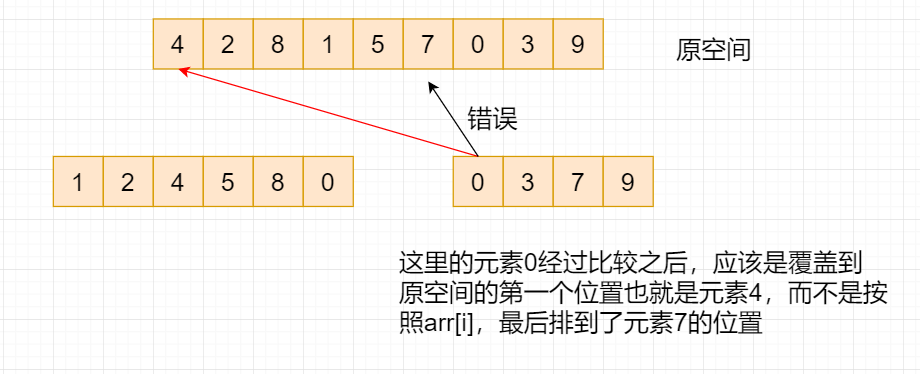 4 2 8 1 5 7 0 3 9 原空间
错误
1 2 4 5 8 0 0 3 7 9
这里的元素0经过比较之后，应该是覆盖到
原空间的第一个位置也就是元素4，而不是按
照arr[i]，最后排到了元素7的位置